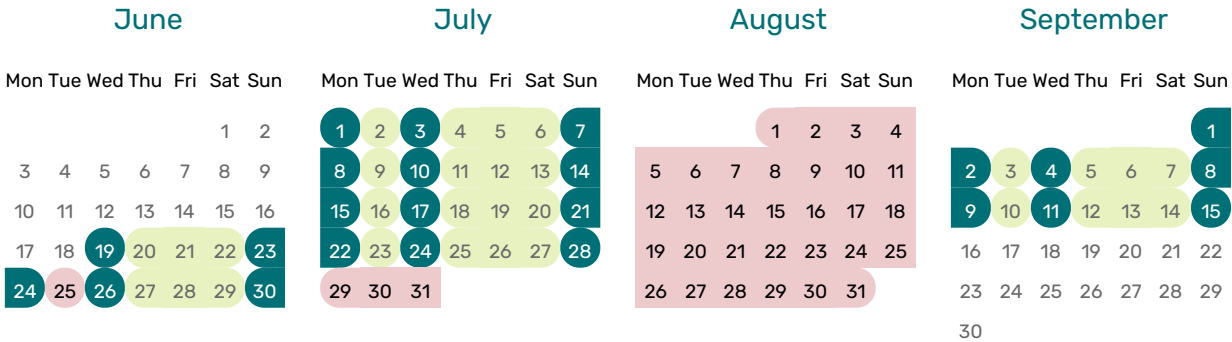 June July August September
Mon Tue Wed Thu Fri Sat Sun Mon Tue Wed Thu Fri Sat Sun Mon Tue Wed Thu Fri Sat Sun Mon Tue Wed Thu Fri Sat Sun
1 2 1 2 3 4 5 6 7 1 2 3 4 1
3 4 5 6 7 8 9 8 9 10 11 12 13 14 5 6 7 8 9 10 11 2 3 4 5 6 7 8
10 11 12 13 14 15 16 15 16 17 18 19 20 21 12 13 14 15 16 17 18 9 10 11 12 13 14 15
17 18 19 20 21 22 23 22 23 24 25 26 27 28 19 20 21 22 23 24 25 16 17 18 19 20 21 22
24 25 26 27 28 29 30 29 30 31 26 27 28 29 30 31 23 24 25 26 27 28 29
30